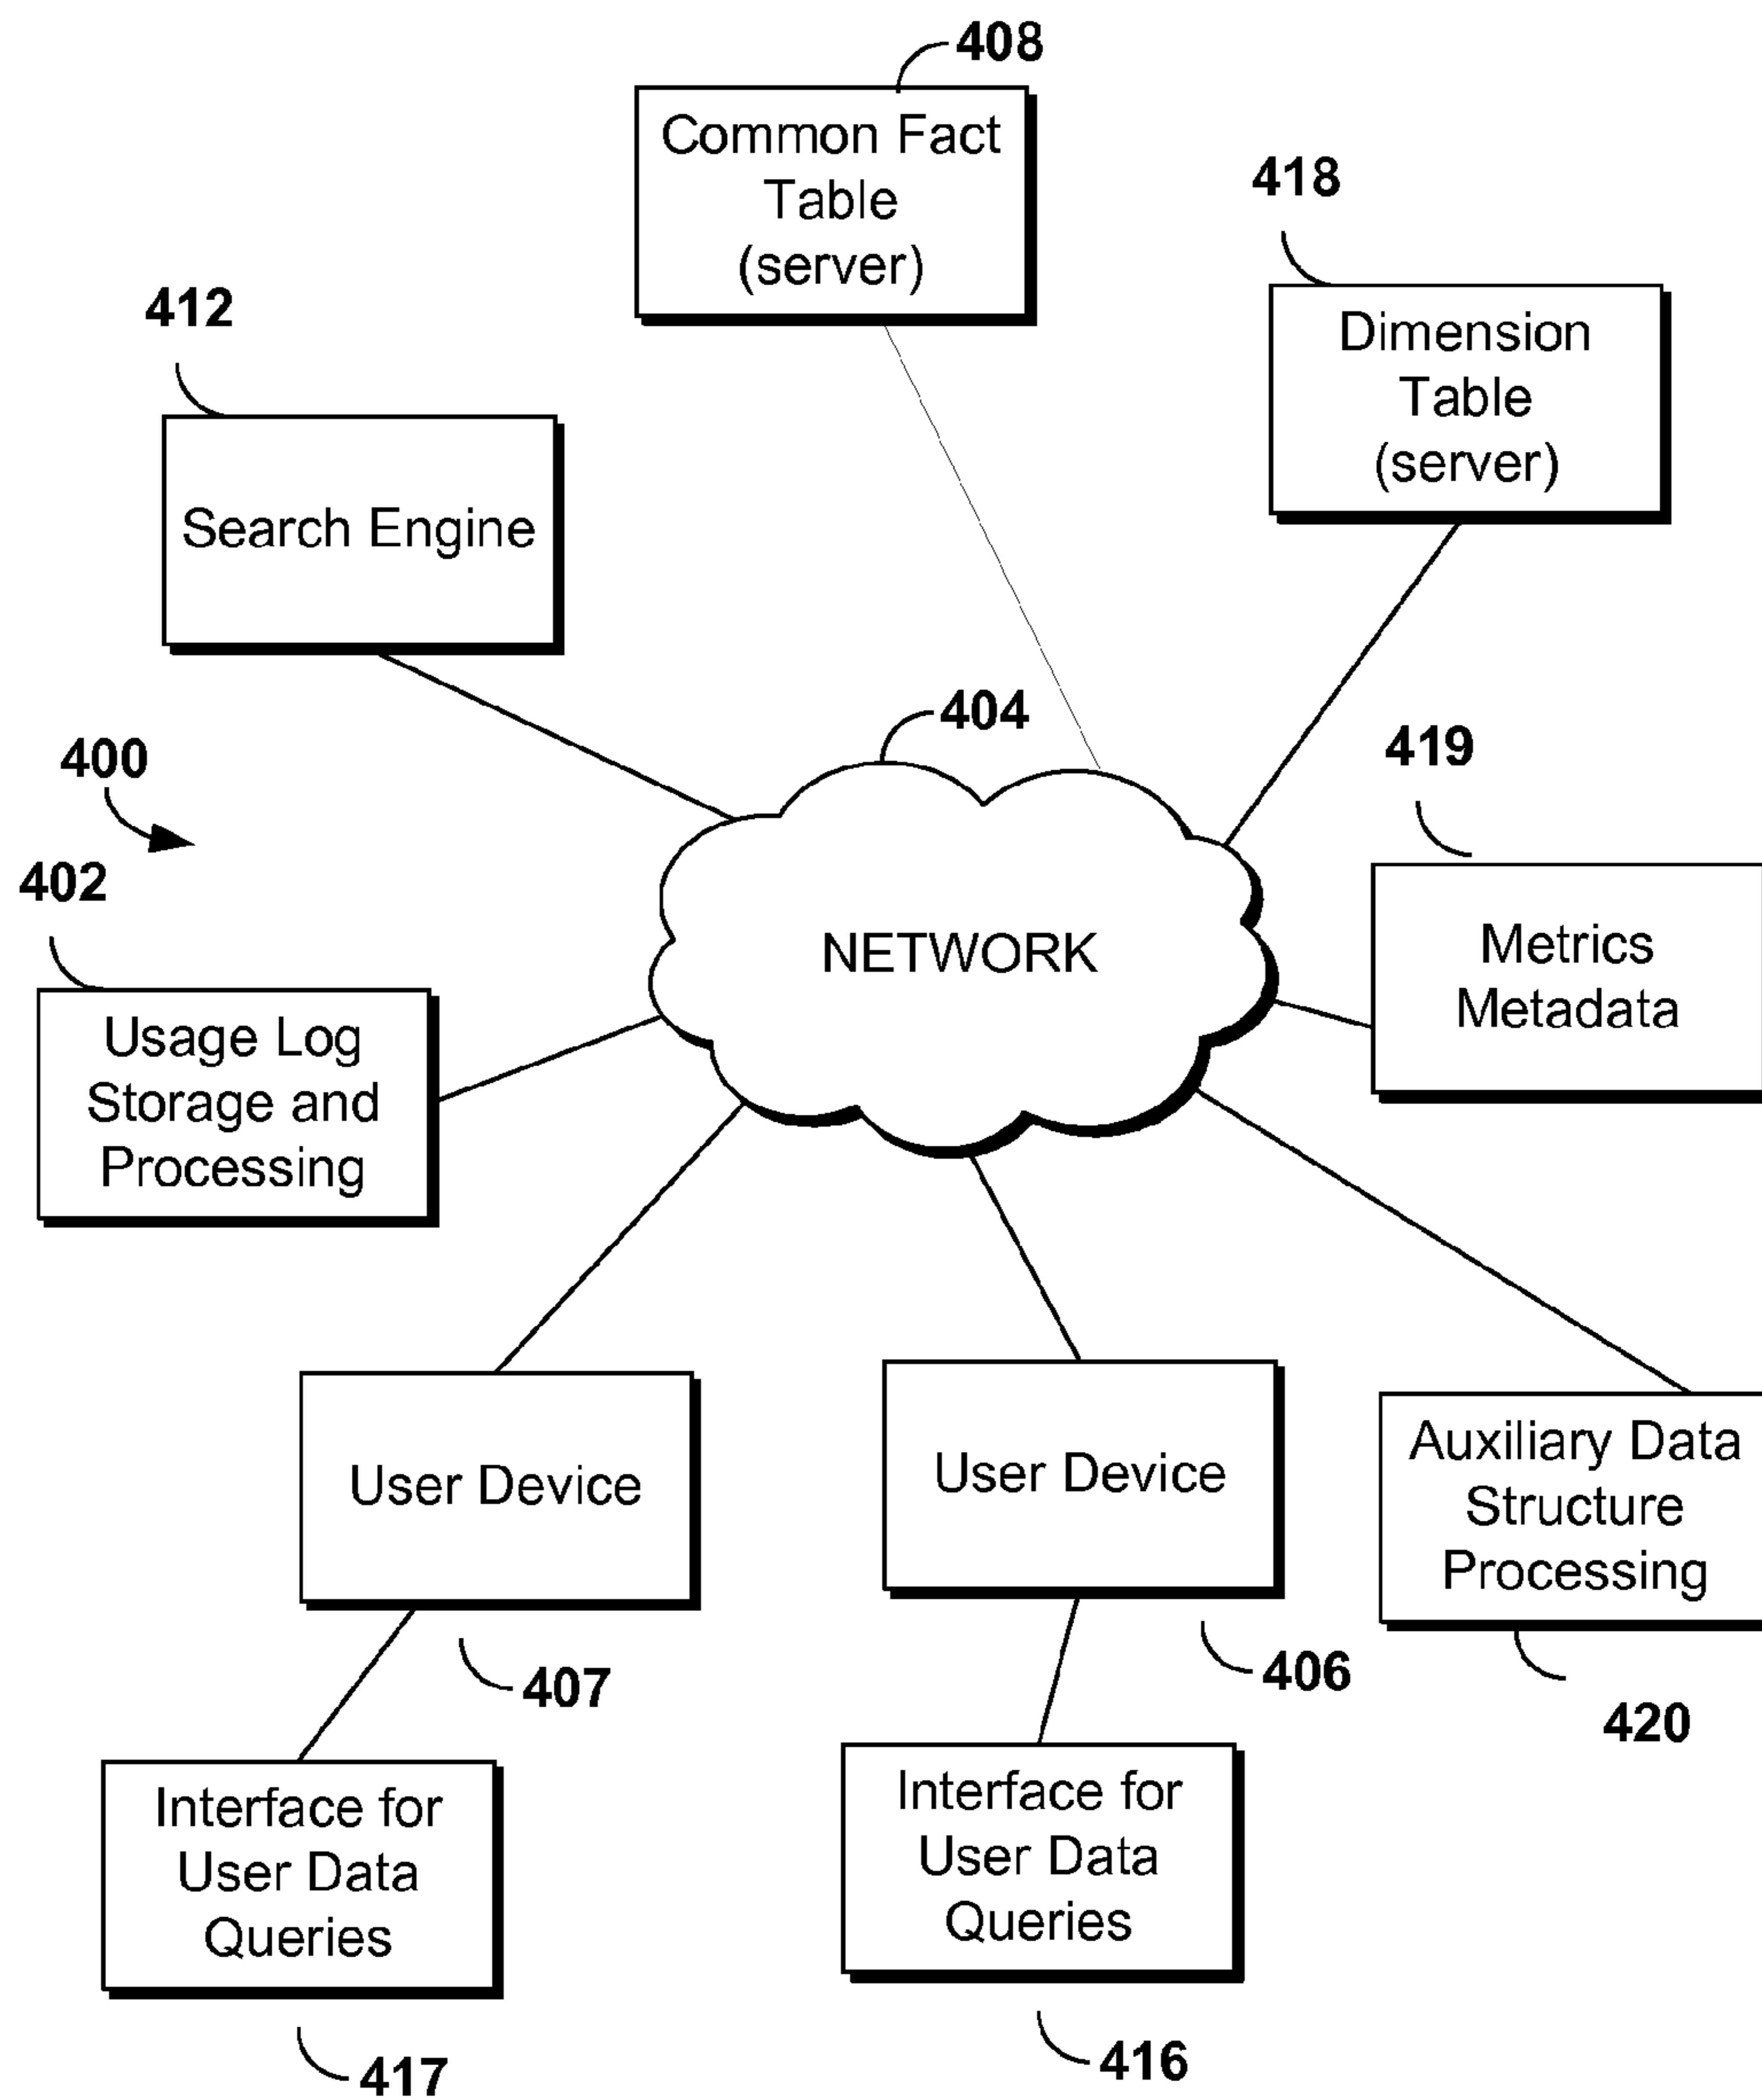 408
Common Fact
Table
(server)
418
Dimension
Table
(server)
412
Search Engine
404
400
419
402
NETWORK
Metrics
Metadata
Usage Log
Storage and
Processing
User Device
User Device
Auxiliary Data
Structure
Processing
407
406
420
Interface for
User Data
Queries
Interface for
User Data
Queries
417
416